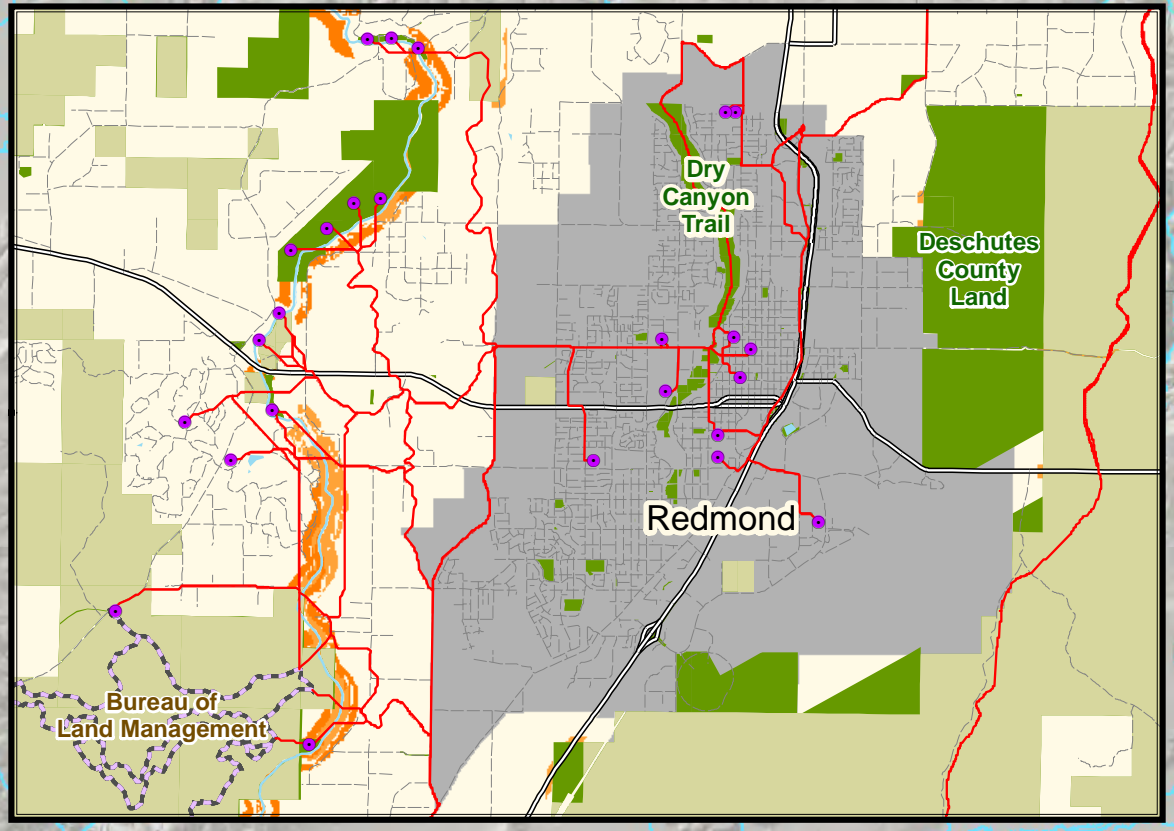 Dry
Canyon
Trail
Deschutes
County
Land
Redmond
Bureau of
Land Management